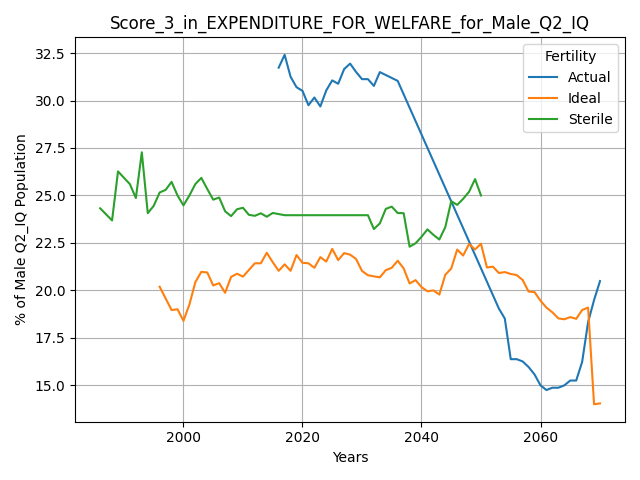 Score_3_in_EXPENDITURE_FOR_WELFARE_for_Male_Q2_IQ
Fertility
Actual
Ideal
Sterile
% of Male Q2_IQ Population
32.5
30.0
27.5
25.0
22.5
20.0
17.5
15.0
2000
2020
2040
2060
Years